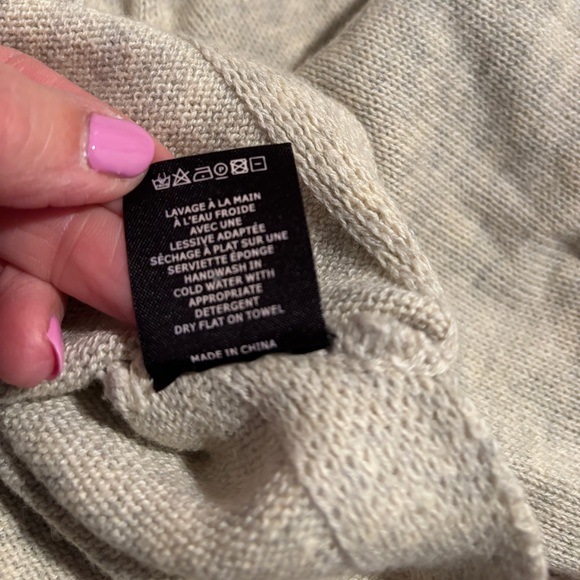 LAVAGE À LA MAIN
À L'EAU FROIDE
AVEC UNE
LESSIVE ADAPTÉE
SÉCHAGE À PLAT SUR UNE
SERVIETTE ÉPONGE
HANDWASH IN
COLD WATER WITH
APPROPRIATE
DETERGENT
DRY FLAT ON TOWEL
MADE IN CHINA